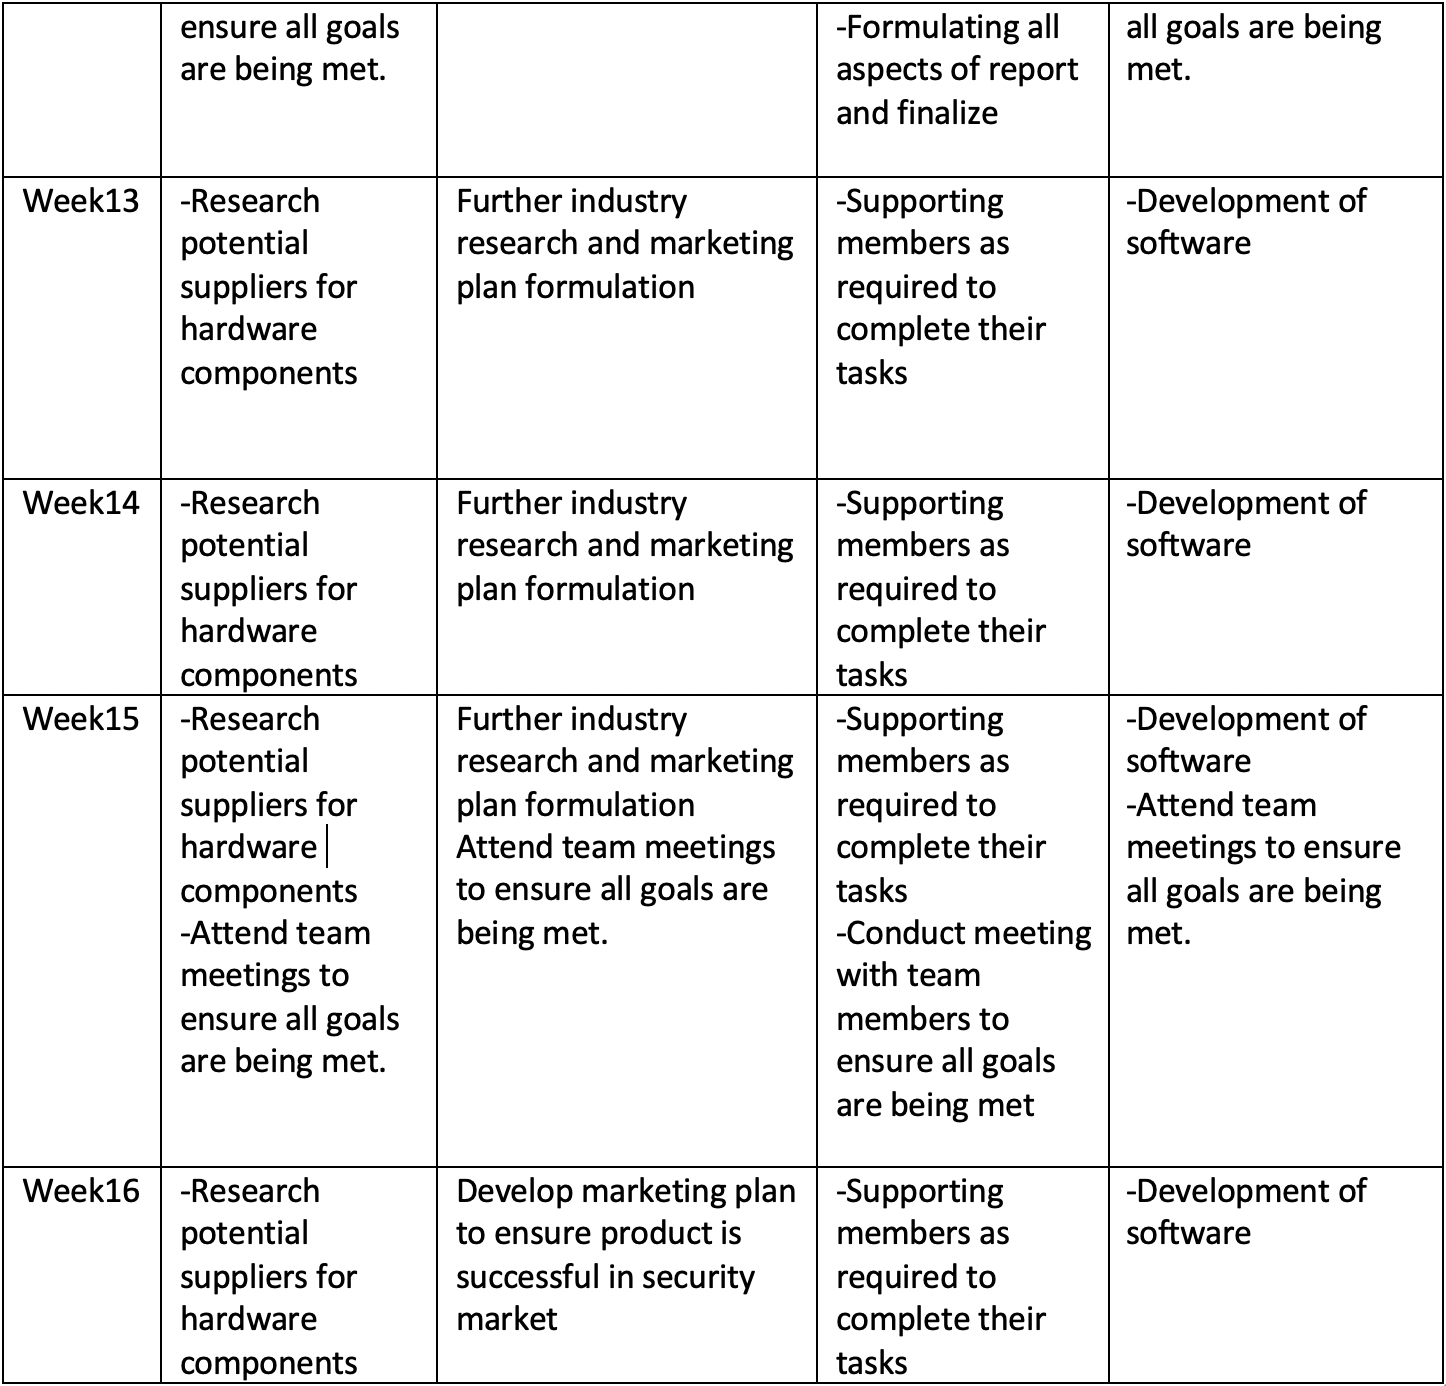 ensure all goals
are being met.
-Formulating all
aspects of report
and finalize
all goals are being
met.
Week13
-Research
potential
suppliers for
hardware
components
Further industry
research and marketing
plan formulation
-Supporting
members as
required to
complete their
tasks
-Development of
software
Week14
-Research
potential
suppliers for
hardware
components
Further industry
research and marketing
plan formulation
-Supporting
members as
required to
complete their
tasks
-Development of
software
Week15
-Research
potential
suppliers for
hardware
components
-Attend team
meetings to
ensure all goals
are being met.
Further industry
research and marketing
plan formulation
Attend team meetings
to ensure all goals are
being met.
-Supporting
members as
required to
complete their
tasks
-Conduct meeting
with team
members to
ensure all goals
are being met
-Development of
software
-Attend team
meetings to ensure
all goals are being
met.
Week16
-Research
potential
suppliers for
hardware
components
Develop marketing plan
to ensure product is
successful in security
market
-Supporting
members as
required to
complete their
tasks
-Development of
software